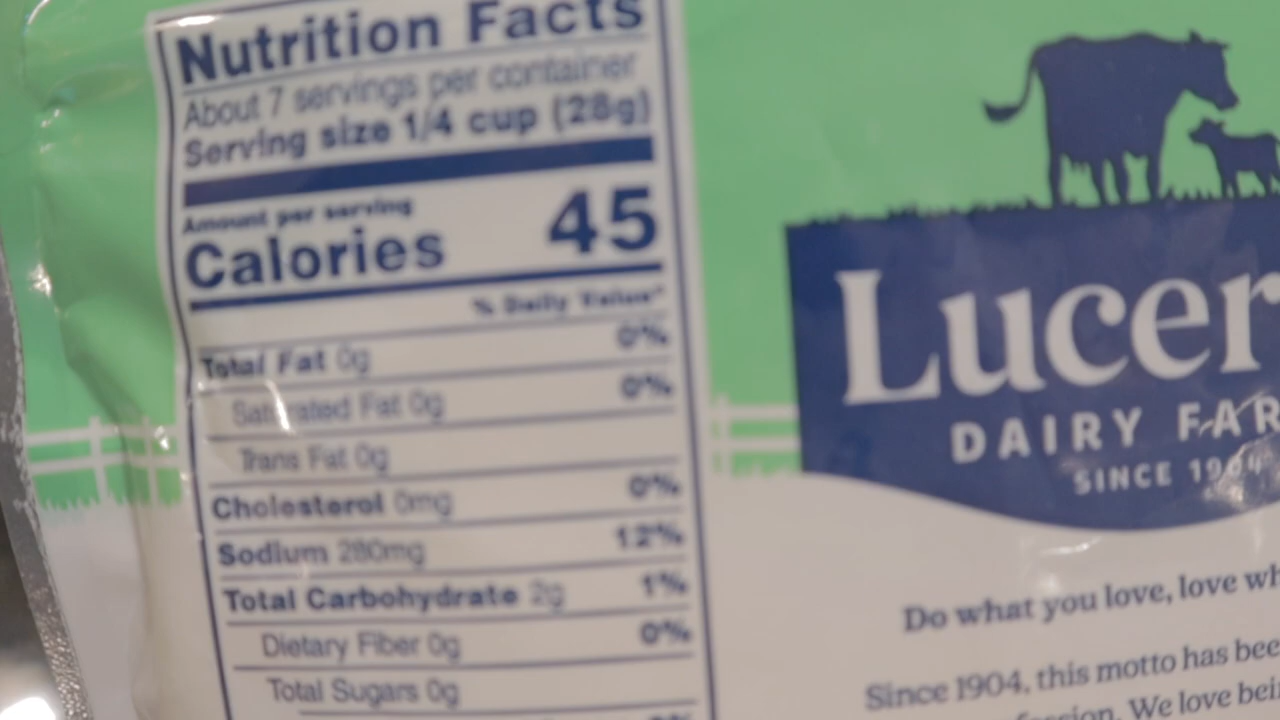 Nutrition Facts
About 7 servings per container
Serving size 1/4 cup (28g)
Amount per serving
Calories 45
% Daily Value*
Total Fat 0g 0%
Saturated Fat 0g 0%
Trans Fat 0g
Cholesterol 0mg 0%
Sodium 280mg 12%
Total Carbohydrate 2g 1%
Dietary Fiber 0g 0%
Total Sugars 0g
Lucer
DAIRY FAR
SINCE 1904
Do what you love, love wh
Since 1904, this motto has bee
We love bei